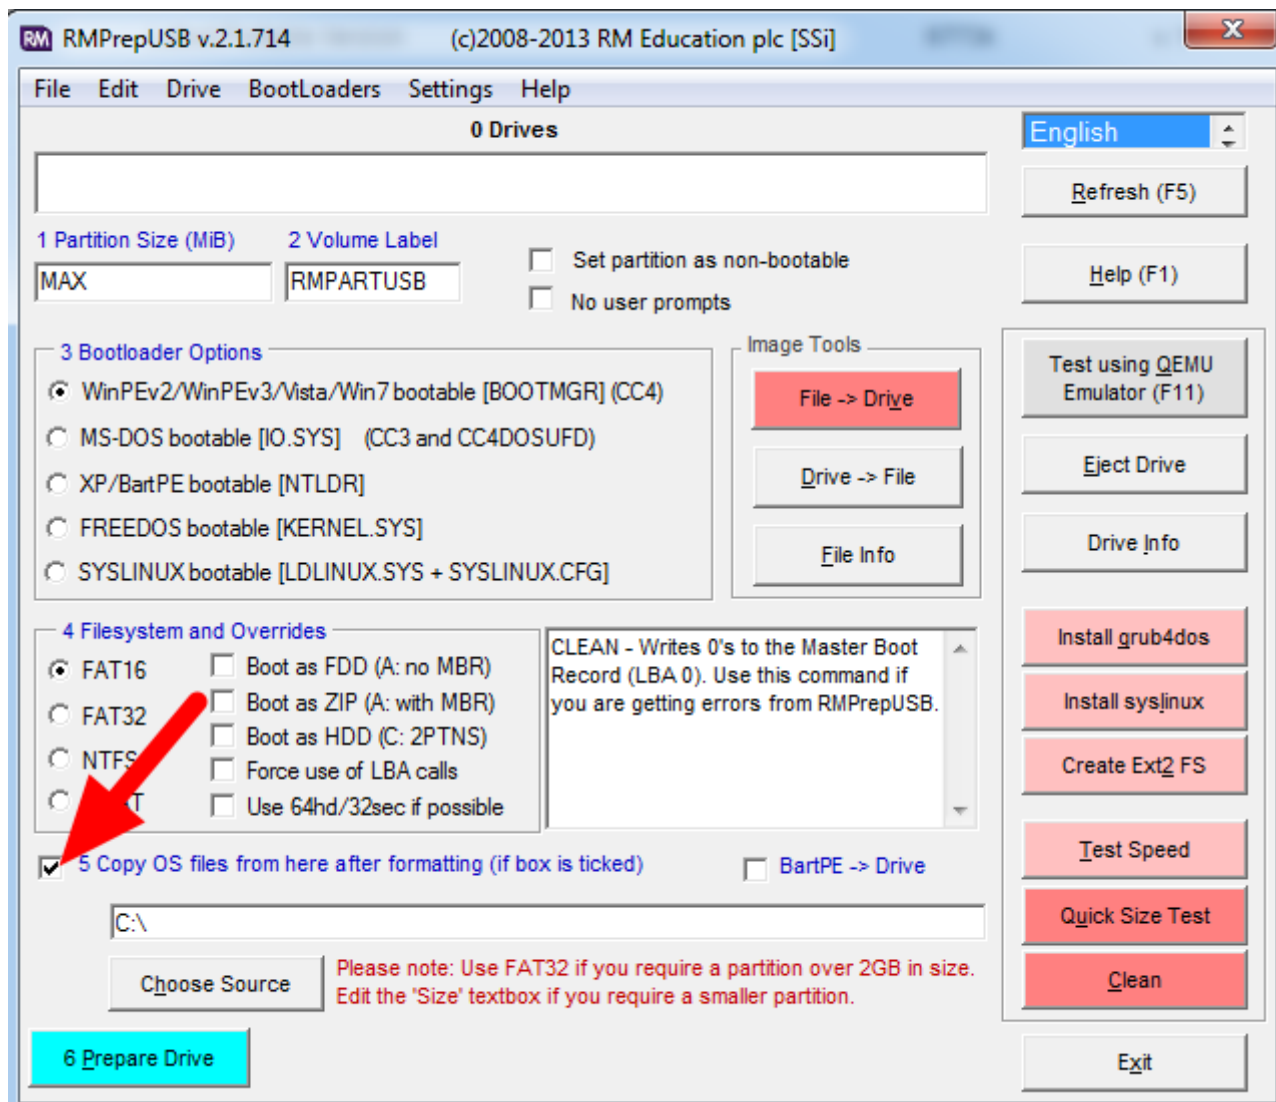 RM RMPrepUSB v.2.1.714 (c)2008-2013 RM Education plc [SSi] X
File Edit Drive BootLoaders Settings Help
0 Drives
English
Refresh (F5)
1 Partition Size (MiB) 2 Volume Label
MAX RMPARTUSB
Set partition as non-bootable
No user prompts
Help (F1)
3 Bootloader Options
WinPEv2/WinPEv3/Vista/Win7 bootable [BOOTMGR] (CC4)
MS-DOS bootable [IO.SYS] (CC3 and CC4DOSUFD)
XP/BartPE bootable [NTLDR]
FREEDOS bootable [KERNEL.SYS]
SYSLINUX bootable [LDLINUX.SYS + SYSLINUX.CFG]
Image Tools
File -> Drive
Drive -> File
File Info
Test using QEMU
Emulator (F11)
Eject Drive
Drive Info
4 Filesystem and Overrides
FAT16
FAT32
NTFS
Boot as FDD (A: no MBR)
Boot as ZIP (A: with MBR)
Boot as HDD (C: 2PTNS)
Force use of LBA calls
Use 64hd/32sec if possible
CLEAN - Writes 0's to the Master Boot
Record (LBA 0). Use this command if
you are getting errors from RMPrepUSB.
Install grub4dos
Install syslinux
Create Ext2 FS
Test Speed
Quick Size Test
Clean
5 Copy OS files from here after formatting (if box is ticked)
BartPE -> Drive
C:\
Choose Source
Please note: Use FAT32 if you require a partition over 2GB in size.
Edit the 'Size' textbox if you require a smaller partition.
6 Prepare Drive
Exit